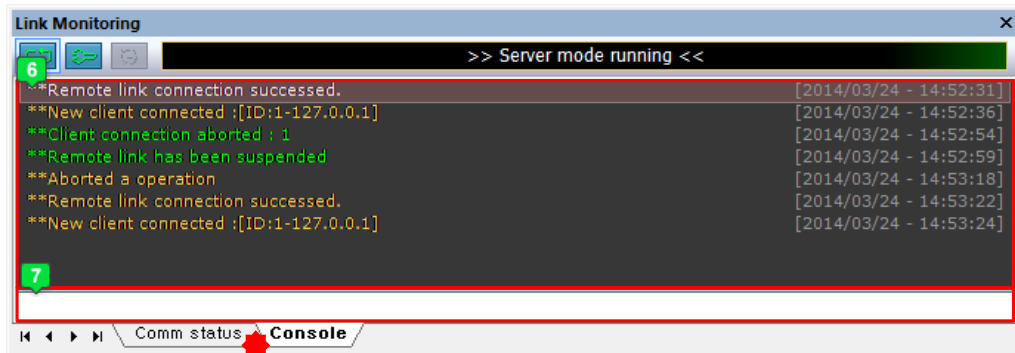 Link Monitoring
>> Server mode running <<
6
**Remote link connection successed. [2014/03/24 - 14:52:31]
**New client connected :[ID:1-127.0.0.1] [2014/03/24 - 14:52:36]
**Client connection aborted : 1 [2014/03/24 - 14:52:54]
**Remote link has been suspended [2014/03/24 - 14:52:59]
**Aborted a operation [2014/03/24 - 14:53:18]
**Remote link connection successed. [2014/03/24 - 14:53:22]
**New client connected :[ID:1-127.0.0.1] [2014/03/24 - 14:53:24]
7
Comm status Console